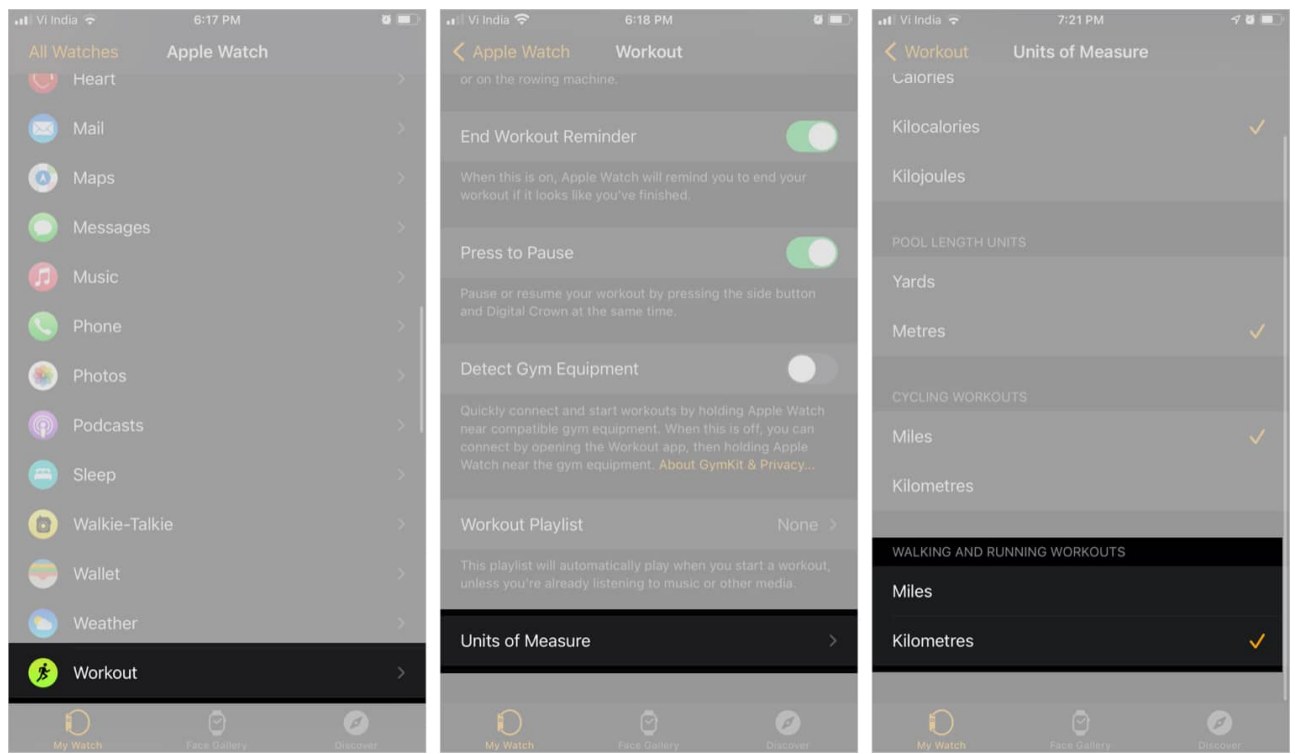 Vi India
6:17 PM
All Watches
Apple Watch
Heart
Mail
Maps
Messages
Music
Phone
Photos
Podcasts
Sleep
Walkie-Talkie
Wallet
Weather
Workout
My Watch
Face Gallery
Discover
Vi India
6:18 PM
Apple Watch
Workout
or on the rowing machine.
End Workout Reminder
When this is on, Apple Watch will remind you to end your
workout if it looks like you've finished.
Press to Pause
Pause or resume your workout by pressing the side button
and Digital Crown at the same time.
Detect Gym Equipment
Quickly connect and start workouts by holding Apple Watch
near compatible gym equipment. When this is off, you can
connect by opening the Workout app, then holding Apple
Watch near the gym equipment. About GymKit & Privacy...
Workout Playlist
None
This playlist will automatically play when you start a workout,
unless you're already listening to music or other media.
Units of Measure
My Watch
Face Gallery
Discover
Vi India
7:21 PM
Workout
Units of Measure
Calories
Kilocalories
Kilojoules
POOL LENGTH UNITS
Yards
Metres
CYCLING WORKOUTS
Miles
Kilometres
WALKING AND RUNNING WORKOUTS
Miles
Kilometres
My Watch
Face Gallery
Discover